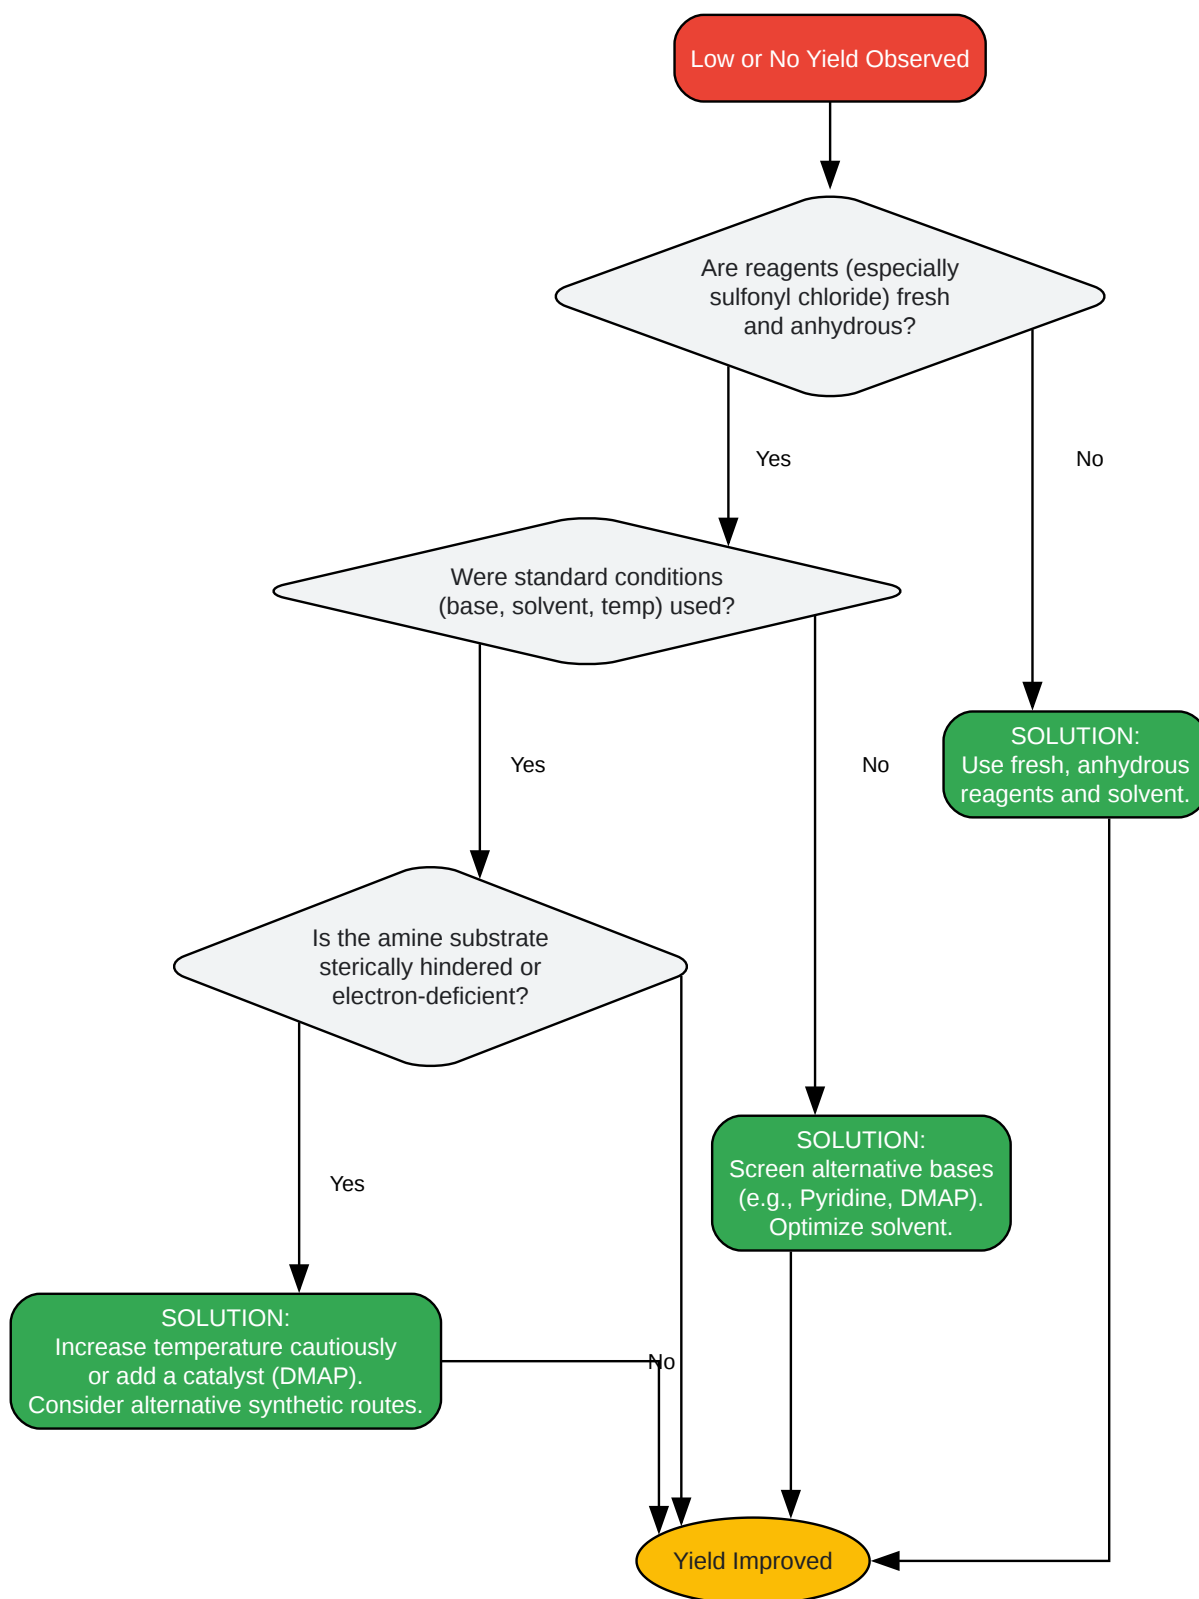 Low or No Yield Observed
Are reagents (especially
sulfonyl chloride) fresh
and anhydrous?
Yes
No
Were standard conditions
(base, solvent, temp) used?
Yes
No
SOLUTION:
Use fresh, anhydrous
reagents and solvent.
Is the amine substrate
sterically hindered or
electron-deficient?
Yes
No
SOLUTION:
Screen alternative bases
(e.g., Pyridine, DMAP).
Optimize solvent.
SOLUTION:
Increase temperature cautiously
or add a catalyst (DMAP).
Consider alternative synthetic routes.
Yield Improved